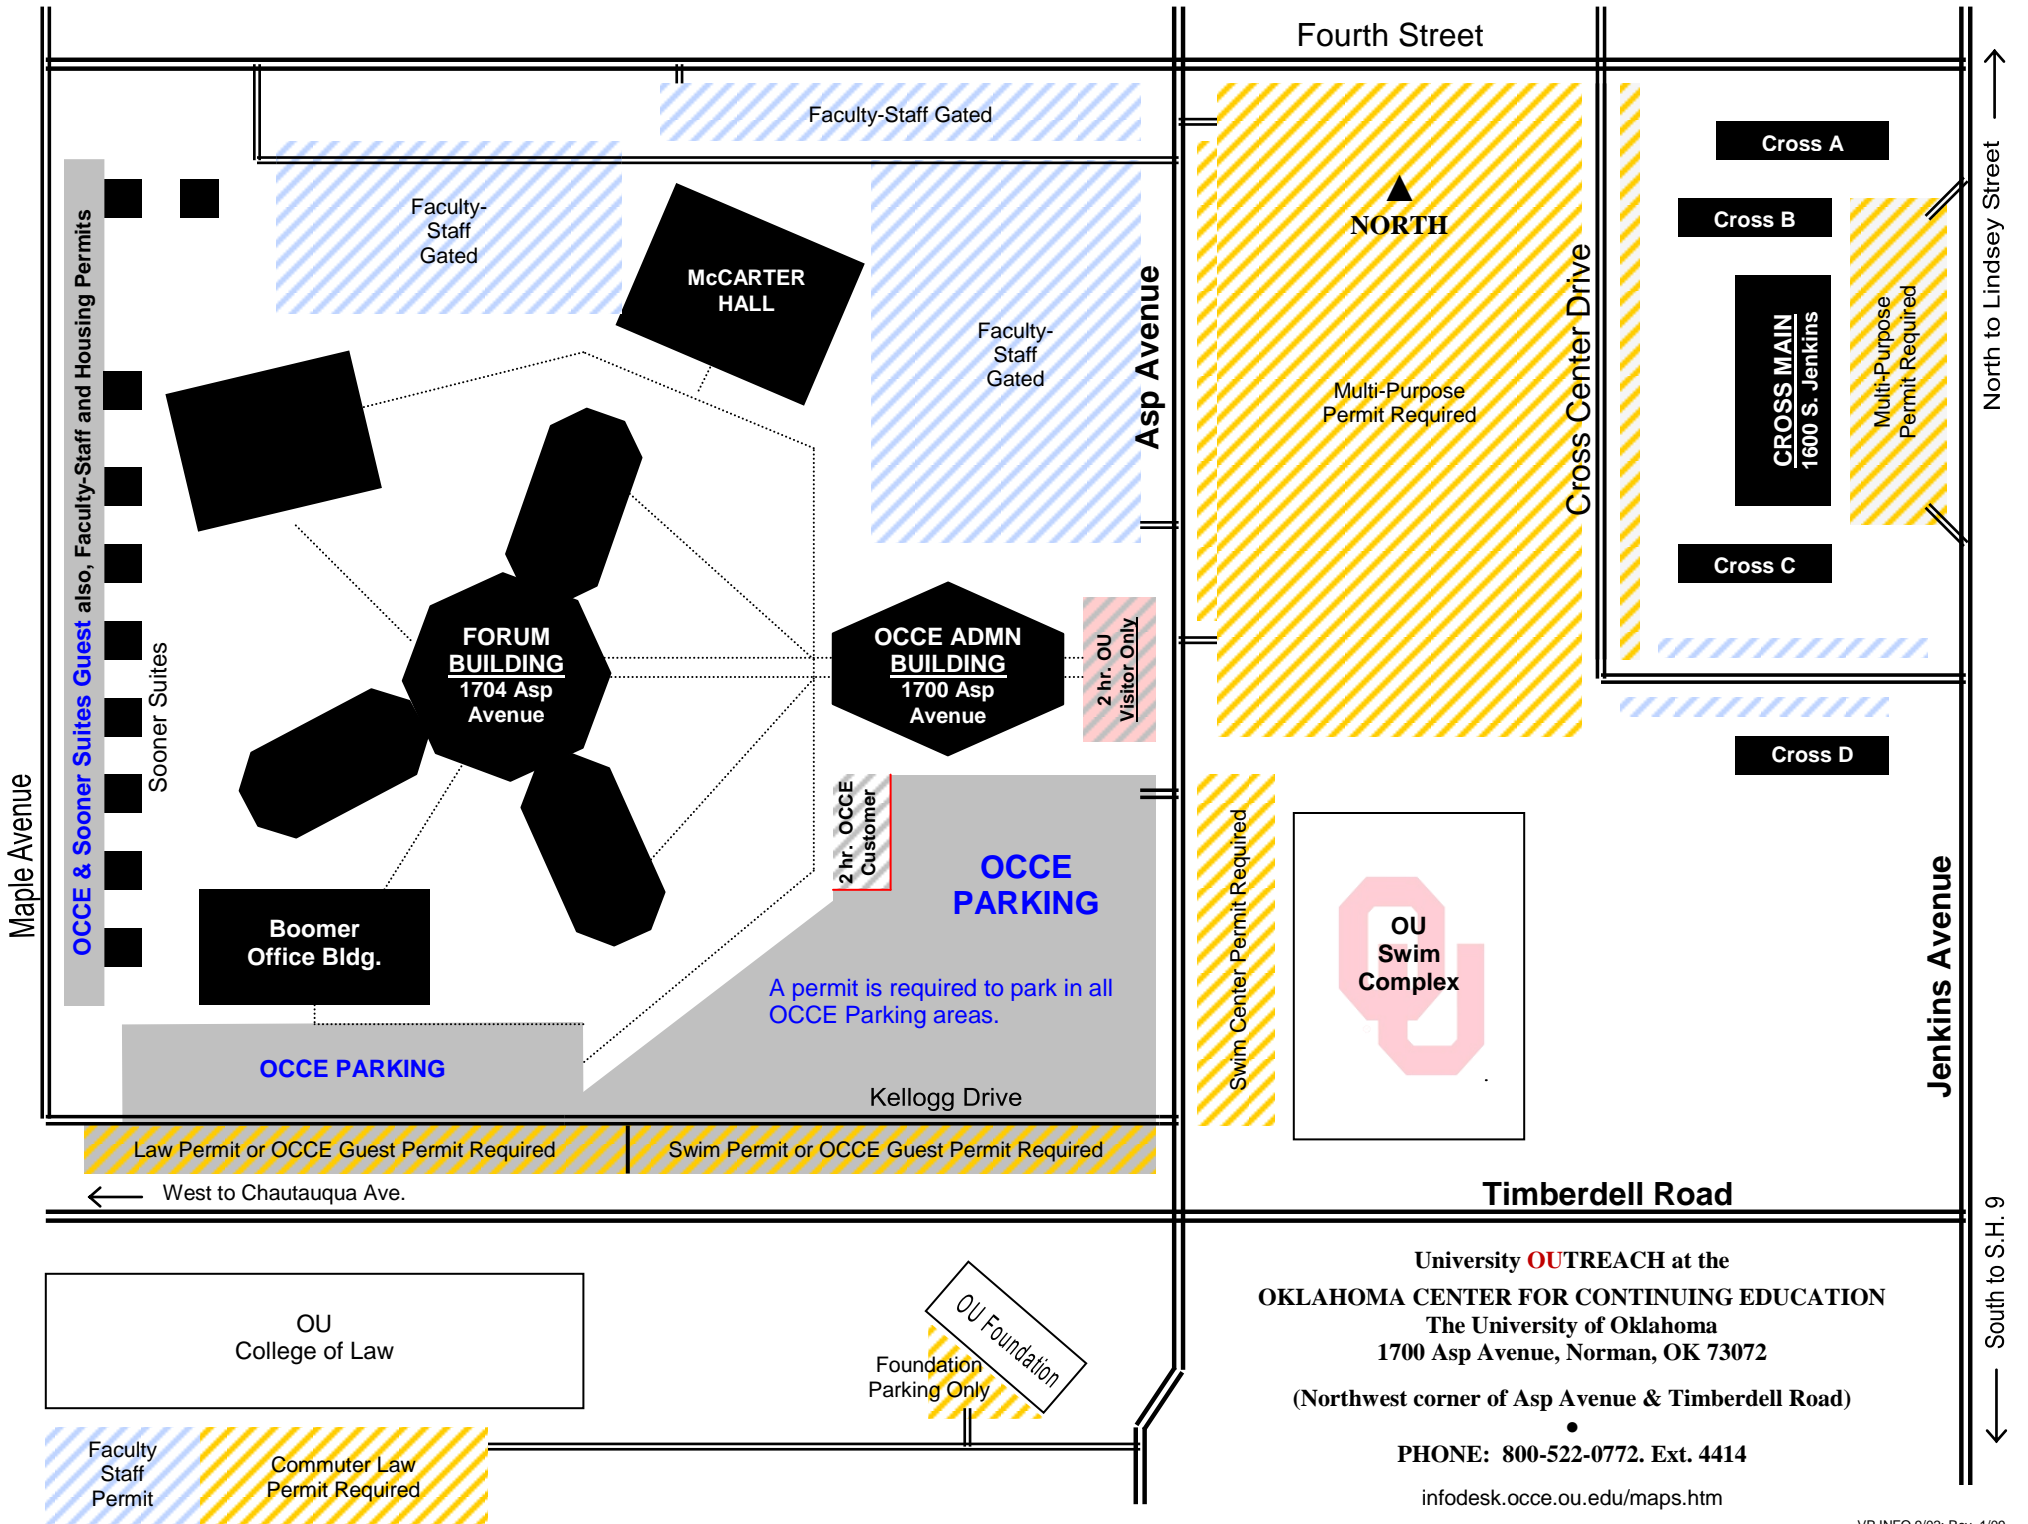 Fourth Street
Faculty-Staff Gated
Cross A
North to Lindsey Street
Faculty-
Staff
Gated
McCARTER
HALL
NORTH
Cross B
OCCE & Sooner Suites Guest also, Faculty-Staff and Housing Permits
Faculty-
Staff
Gated
Asp Avenue
Multi-Purpose
Permit Required
Cross Center Drive
CROSS MAIN
1600 S. Jenkins
Multi-Purpose
Permit Required
Cross C
Sooner Suites
FORUM
BUILDING
1704 Asp
Avenue
OCCE ADMN
BUILDING
1700 Asp
Avenue
2 hr. OU
Visitor Only
Cross D
Maple Avenue
2 hr. OCCE
Customer
OCCE
PARKING
Swim Center Permit Required
OU
Swim
Complex
Jenkins Avenue
Boomer
Office Bldg.
A permit is required to park in all
OCCE Parking areas.
OCCE PARKING
Kellogg Drive
Law Permit or OCCE Guest Permit Required
Swim Permit or OCCE Guest Permit Required
West to Chautauqua Ave.
Timberdell Road
South to S.H. 9
OU
College of Law
OU Foundation
Foundation
Parking Only
University OUTREACH at the
OKLAHOMA CENTER FOR CONTINUING EDUCATION
The University of Oklahoma
1700 Asp Avenue, Norman, OK 73072
(Northwest corner of Asp Avenue & Timberdell Road)
•
PHONE: 800-522-0772. Ext. 4414
infodesk.occe.ou.edu/maps.htm
Faculty
Staff
Permit
Commuter Law
Permit Required